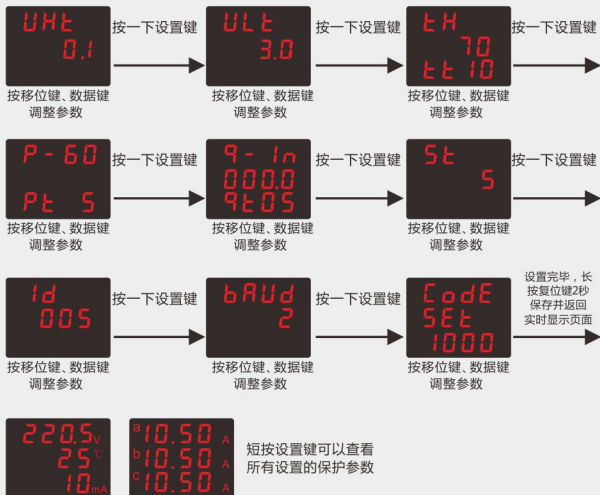 UHt
0.1
按一下设置键
ULt
3.0
按一下设置键
tH
70
tt10
按一下设置键
按移位键、数据键
调整参数
按移位键、数据键
调整参数
按移位键、数据键
调整参数
P-60
Pt 5
按一下设置键
q-In
000.0
qt05
按一下设置键
St
5
按一下设置键
按移位键、数据键
调整参数
按移位键、数据键
调整参数
按移位键、数据键
调整参数
Id
005
按一下设置键
bAUd
2
按一下设置键
CodE
SEt
1000
设置完毕，长
按复位键2秒
保存并返回
实时显示页面
按移位键、数据键
调整参数
按移位键、数据键
调整参数
按移位键、数据键
调整参数
220.5V
25℃
10mA
a10.50 A
b10.50 A
c10.50 A
短按设置键可以查看
所有设置的保护参数